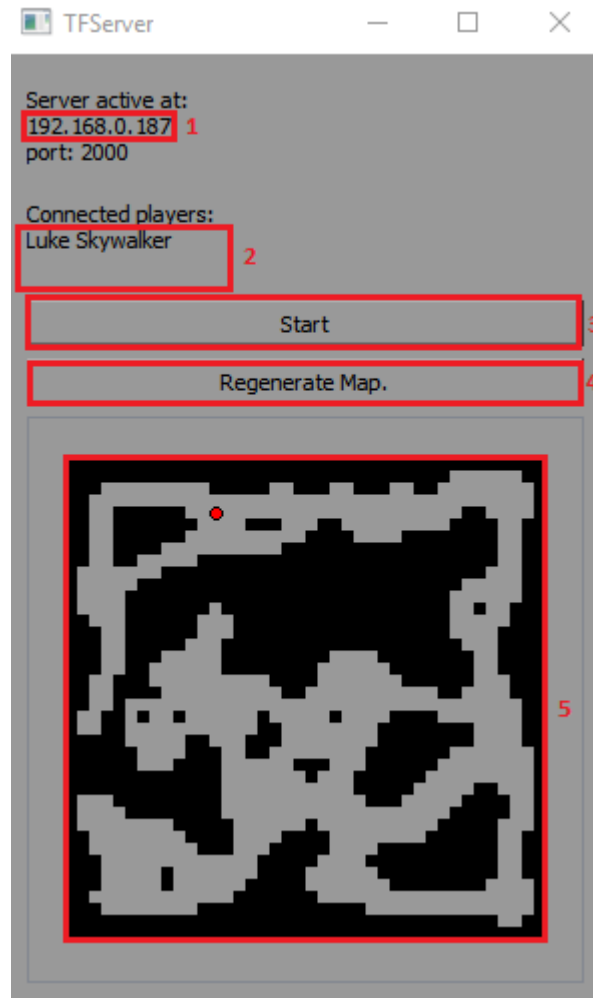 TFServer
Server active at:
192.168.0.187 1
port: 2000
Connected players:
Luke Skywalker
2
Start 3
Regenerate Map. 4
5